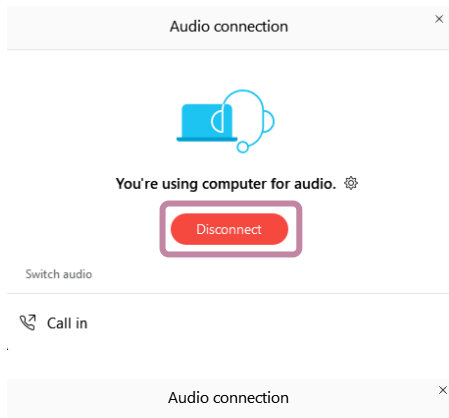 Audio connection
You're using computer for audio.
Disconnect
Switch audio
Call in
Audio connection